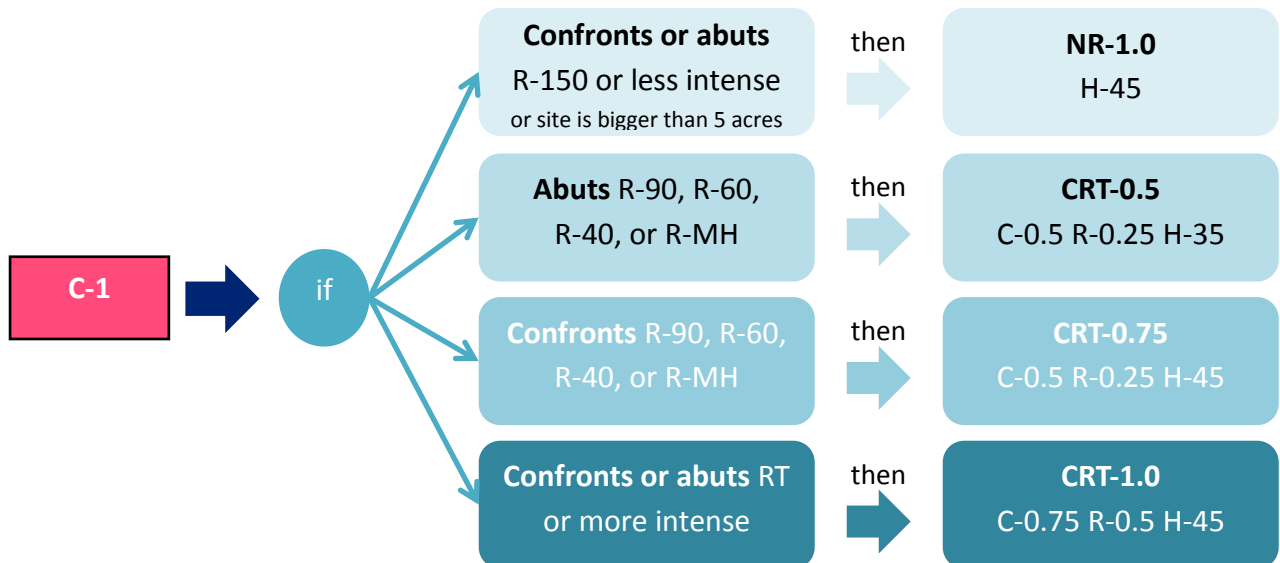 C-1
if
Confronts or abuts
R-150 or less intense
or site is bigger than 5 acres
then
NR-1.0
H-45
Abuts R-90, R-60,
R-40, or R-MH
then
CRT-0.5
C-0.5 R-0.25 H-35
Confronts R-90, R-60,
R-40, or R-MH
then
CRT-0.75
C-0.5 R-0.25 H-45
Confronts or abuts RT
or more intense
then
CRT-1.0
C-0.75 R-0.5 H-45